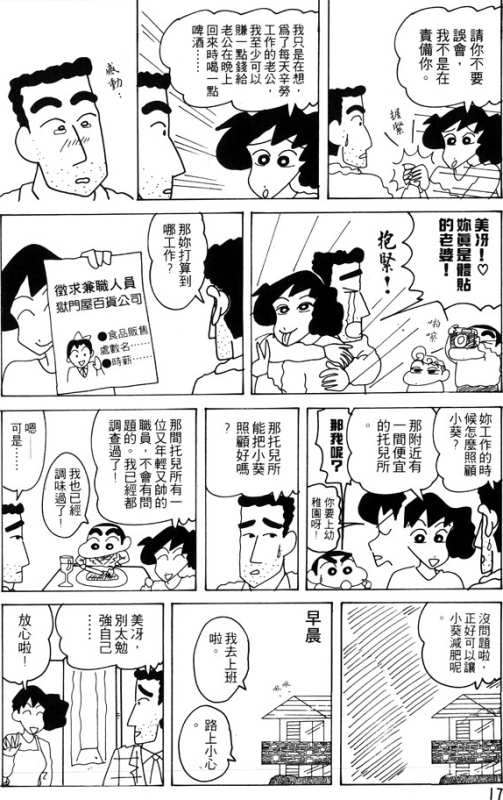 請你不要
誤會，
我不是在
責備你。
握緊
我只是在想，
為了每天辛勞
工作的老公，
我至少可以
賺一點錢給
老公在晚上
回來時喝一點
啤酒……
感動…
美冴！♡
妳真是體貼
的老婆！
抱緊！
那妳打算到
哪工作？
徵求兼職人員
獄門屋百貨公司
●食品販售
處數名……
●時薪……
妳工作的時
候怎麼照顧
小葵？
那附近有
一間便宜
的托兒所
那我呢？
你要上幼
稚園呀！
那托兒所
能把小葵
照顧好嗎
？
那間托兒所有一
位又年輕又帥的
職員，不會有問
題的。我已經都
調查過了！
我也已經
調味過了！
嗯……
可是……
沒問題啦！
正好可以讓
小葵減肥呢
。
早晨
我去上班
啦。
路上小心
。
美冴，
別太勉
強自己
……
放心啦！
17